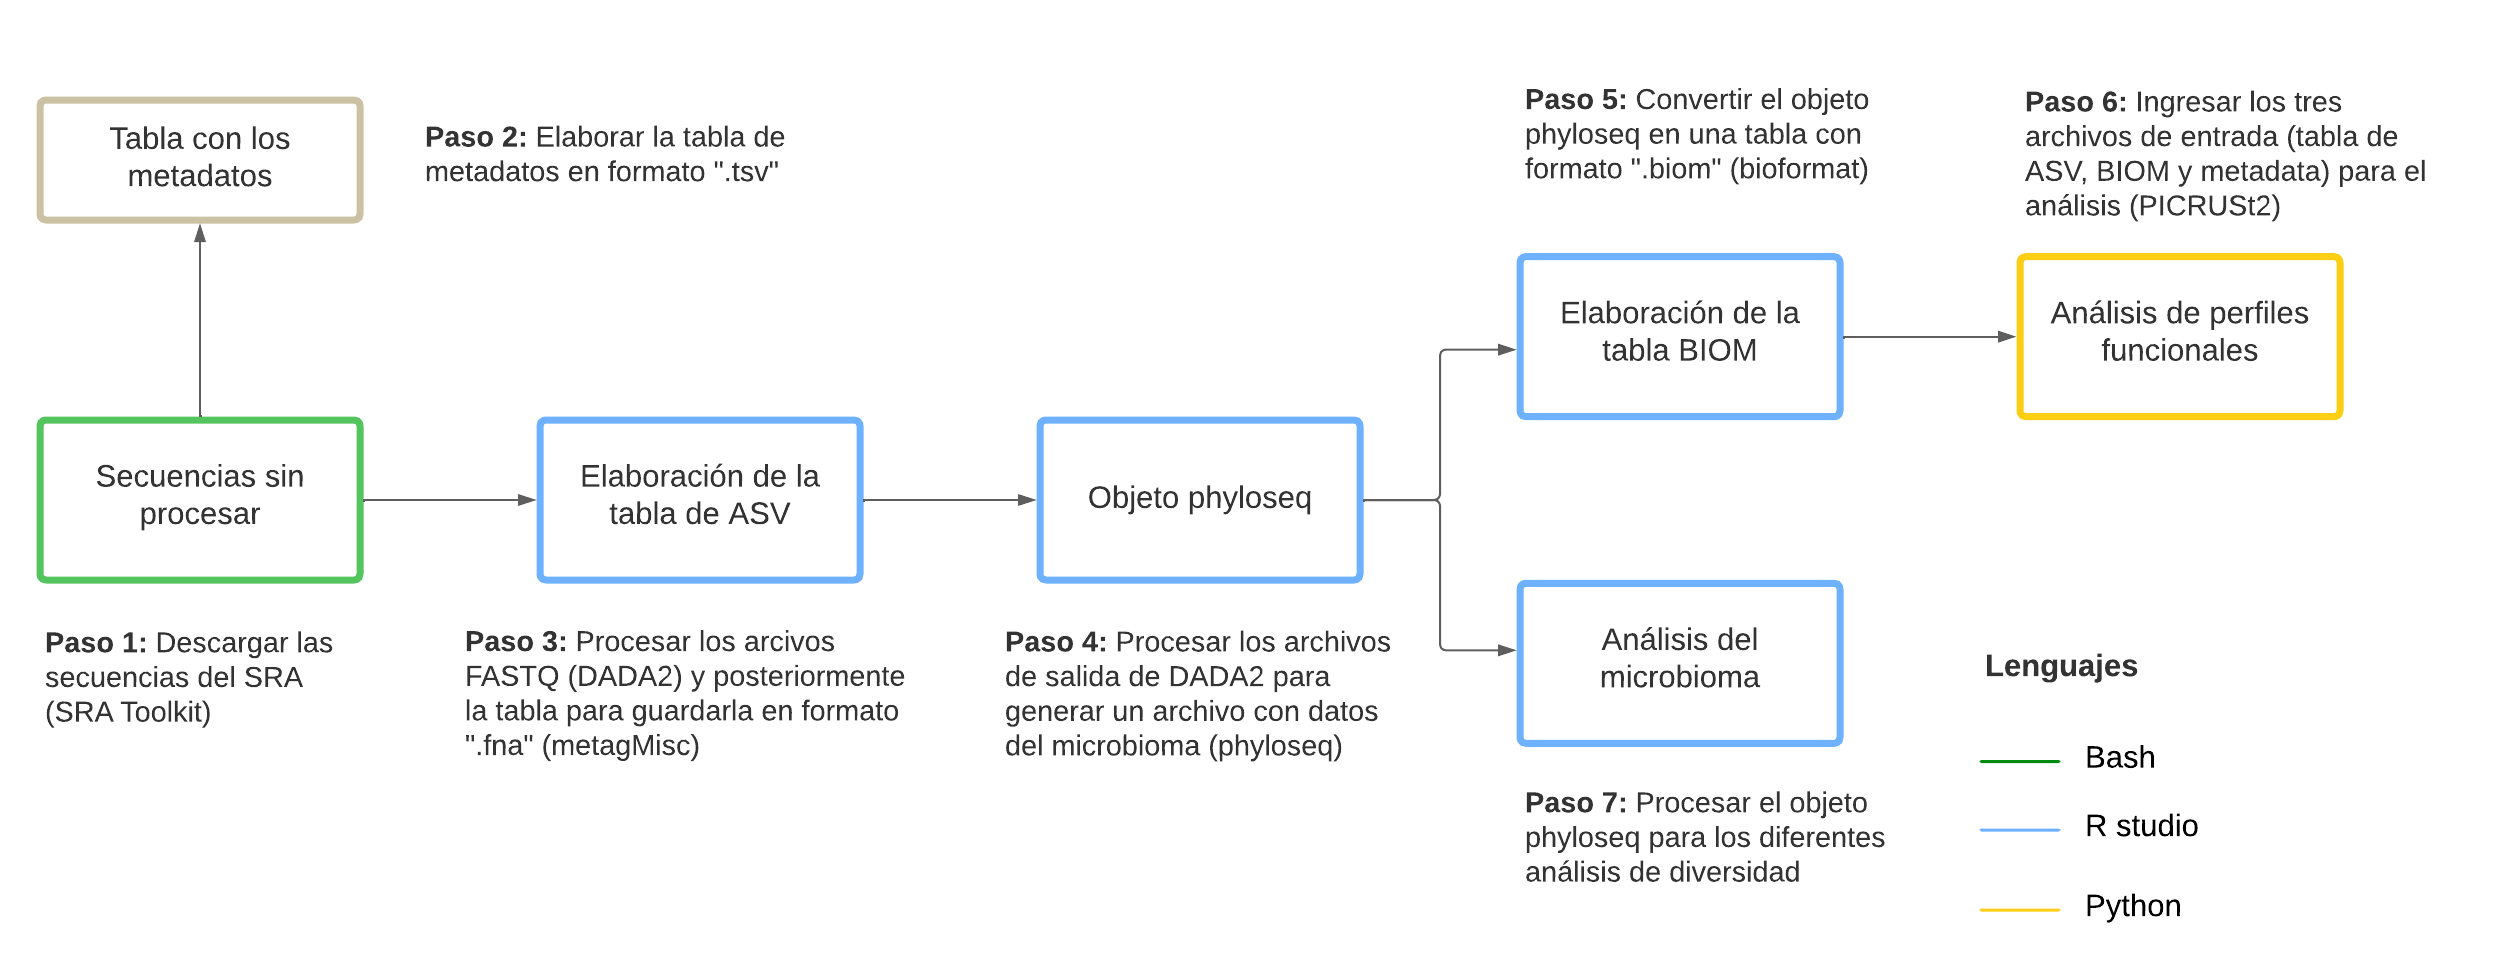 Tabla con los
metadatos
Paso 2: Elaborar la tabla de
metadatos en formato ".tsv"
Paso 5: Convertir el objeto
phyloseq en una tabla con
formato ".biom" (bioformat)
Paso 6: Ingresar los tres
archivos de entrada (tabla de
ASV, BIOM y metadata) para el
análisis (PICRUSt2)
Elaboración de la
tabla BIOM
Análisis de perfiles
funcionales
Secuencias sin
procesar
Elaboración de la
tabla de ASV
Objeto phyloseq
Análisis del
microbioma
Paso 1: Descargar las
secuencias del SRA
(SRA Toolkit)
Paso 3: Procesar los arcivos
FASTQ (DADA2) y posteriormente
la tabla para guardarla en formato
".fna" (metagMisc)
Paso 4: Procesar los archivos
de salida de DADA2 para
generar un archivo con datos
del microbioma (phyloseq)
Paso 7: Procesar el objeto
phyloseq para los diferentes
análisis de diversidad
Lenguajes
Bash
R studio
Python